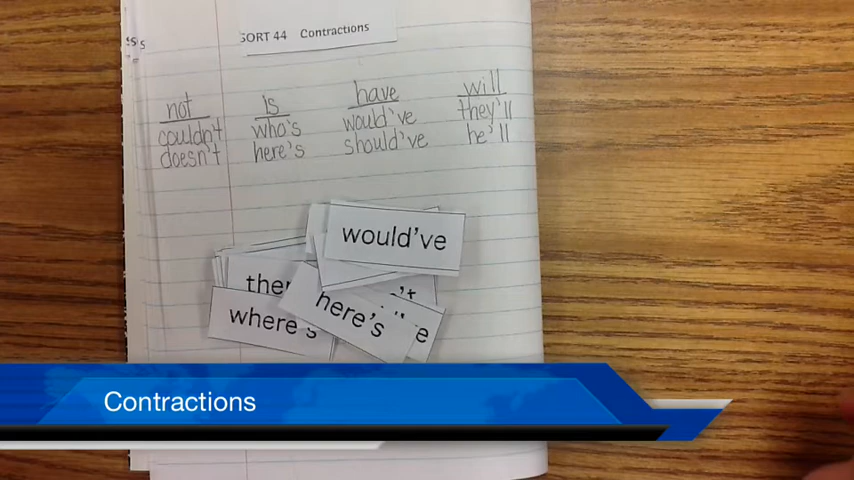 SORT 44 Contractions
not is have will
couldn't who's would've they'll
doesn't here's should've he'll
would've
where's
here's
Contractions